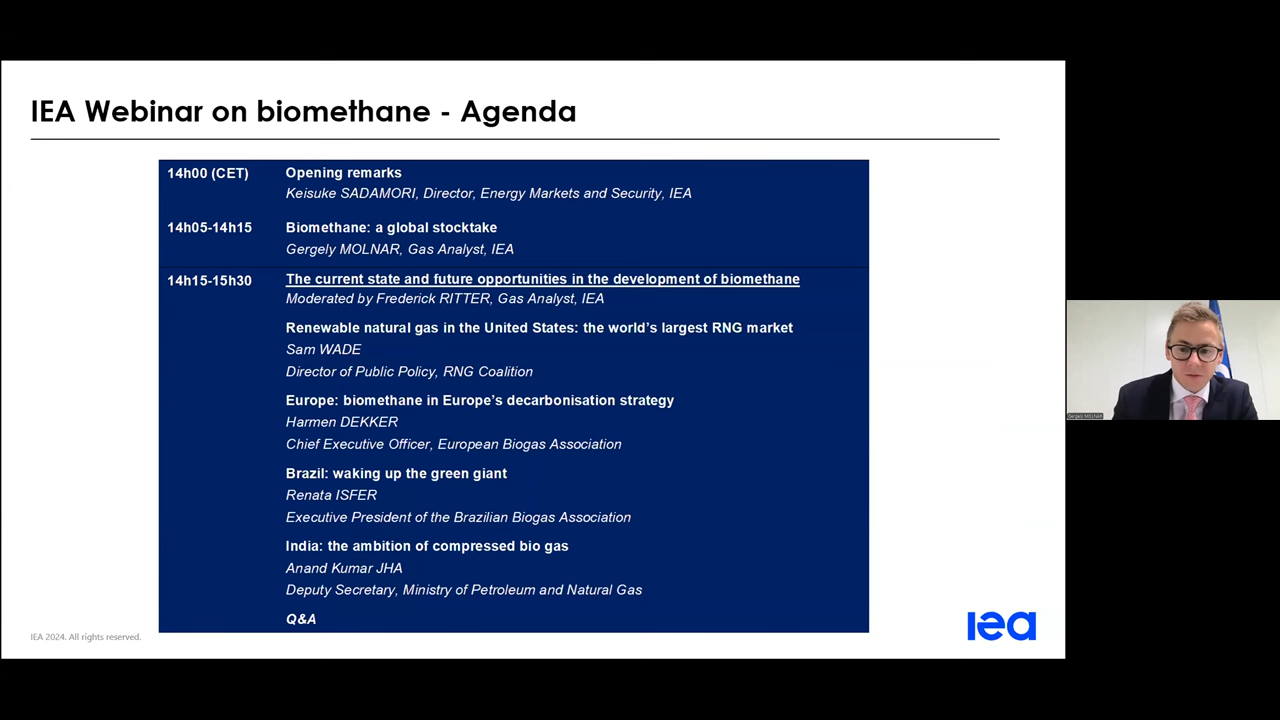 IEA Webinar on biomethane - Agenda
14h00 (CET)
Opening remarks
Keisuke SADAMORI, Director, Energy Markets and Security, IEA
14h05-14h15
Biomethane: a global stocktake
Gergely MOLNAR, Gas Analyst, IEA
14h15-15h30
The current state and future opportunities in the development of biomethane
Moderated by Frederick RITTER, Gas Analyst, IEA
Renewable natural gas in the United States: the world's largest RNG market
Sam WADE
Director of Public Policy, RNG Coalition
Europe: biomethane in Europe's decarbonisation strategy
Harmen DEKKER
Chief Executive Officer, European Biogas Association
Brazil: waking up the green giant
Renata ISFER
Executive President of the Brazilian Biogas Association
India: the ambition of compressed bio gas
Anand Kumar JHA
Deputy Secretary, Ministry of Petroleum and Natural Gas
Q&A
IEA 2024. All rights reserved.
iea
Gergely MOLNAR